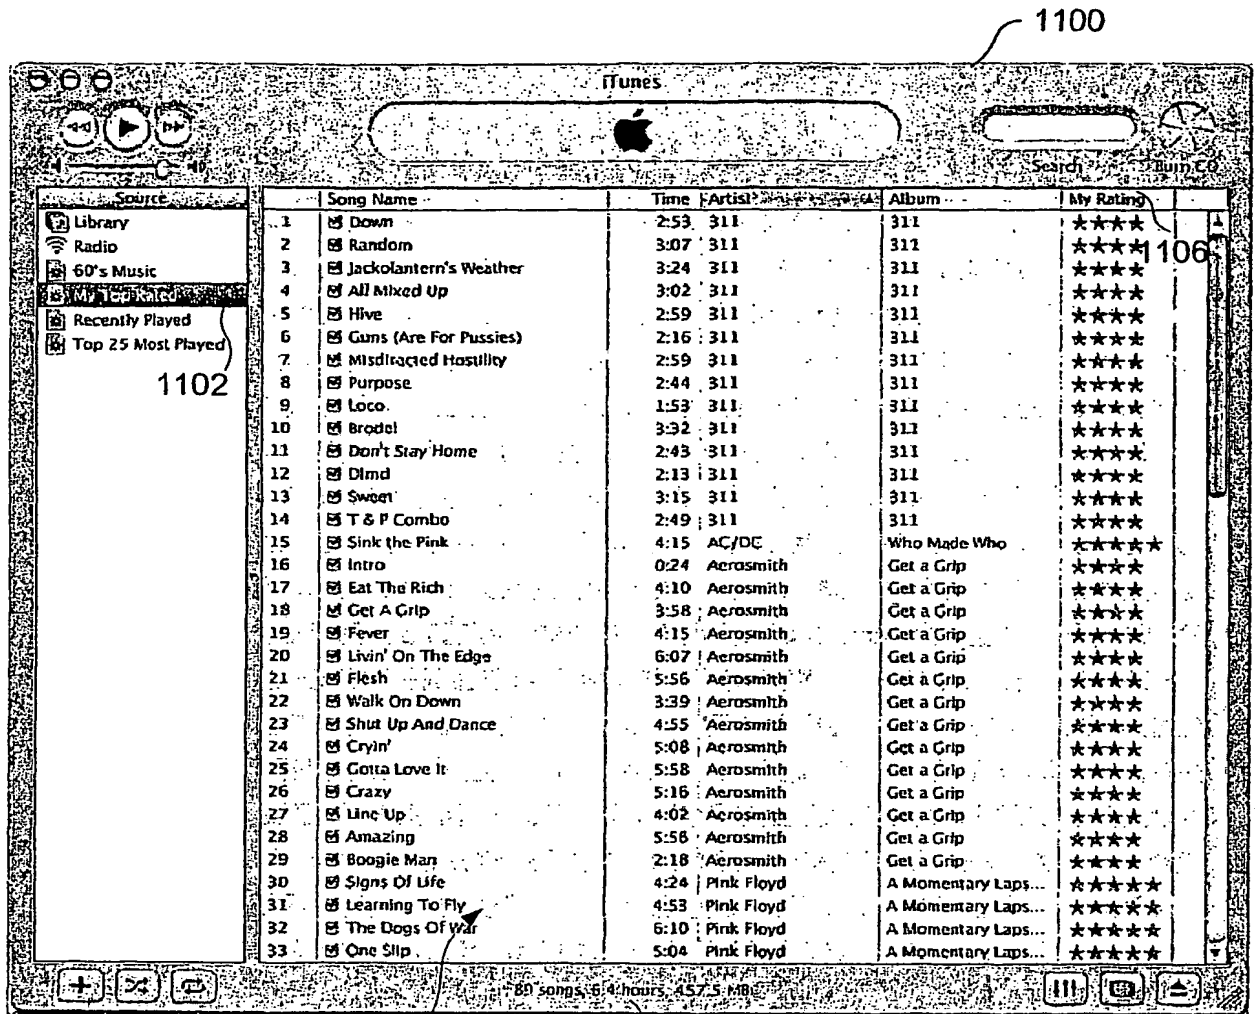 1100
iTunes
Search
Burn CD
Source
Library
Radio
60's Music
My Top Rated
Recently Played
Top 25 Most Played
1102
Song Name Time Artist Album My Rating
1 Down 2:53 311 311 ★★★★
2 Random 3:07 311 311 ★★★★
1106
3 Jackolantern's Weather 3:24 311 311 ★★★★
4 All Mixed Up 3:02 311 311 ★★★★
5 Hive 2:59 311 311 ★★★★
6 Guns (Are For Pussies) 2:16 311 311 ★★★★
7 Misdiracted Hostility 2:59 311 311 ★★★★
8 Purpose 2:44 311 311 ★★★★
9 Loco 1:53 311 311 ★★★★
10 Brodel 3:32 311 311 ★★★★
11 Don't Stay Home 2:43 311 311 ★★★★
12 Dlmd 2:13 311 311 ★★★★
13 Sweet 3:15 311 311 ★★★★
14 T & P Combo 2:49 311 311 ★★★★
15 Sink the Pink 4:15 AC/DC Who Made Who ★★★★★
16 Intro 0:24 Aerosmith Get a Grip ★★★★
17 Eat The Rich 4:10 Aerosmith Get a Grip ★★★★
18 Get A Grip 3:58 Aerosmith Get a Grip ★★★★
19 Fever 4:15 Aerosmith Get a Grip ★★★★
20 Livin' On The Edge 6:07 Aerosmith Get a Grip ★★★★
21 Flesh 5:56 Aerosmith Get a Grip ★★★★
22 Walk On Down 3:39 Aerosmith Get a Grip ★★★★
23 Shut Up And Dance 4:55 Aerosmith Get a Grip ★★★★
24 Cryin' 5:08 Aerosmith Get a Grip ★★★★
25 Gotta Love It 5:58 Aerosmith Get a Grip ★★★★
26 Crazy 5:16 Aerosmith Get a Grip ★★★★
27 Line Up 4:02 Aerosmith Get a Grip ★★★★
28 Amazing 5:56 Aerosmith Get a Grip ★★★★
29 Boogie Man 2:18 Aerosmith Get a Grip ★★★★
30 Signs Of Life 4:24 Pink Floyd A Momentary Laps... ★★★★★
31 Learning To Fly 4:53 Pink Floyd A Momentary Laps... ★★★★★
32 The Dogs Of War 6:10 Pink Floyd A Momentary Laps... ★★★★★
33 One Slip 5:04 Pink Floyd A Momentary Laps... ★★★★★
89 songs, 6.4 hours, 457.5 MB